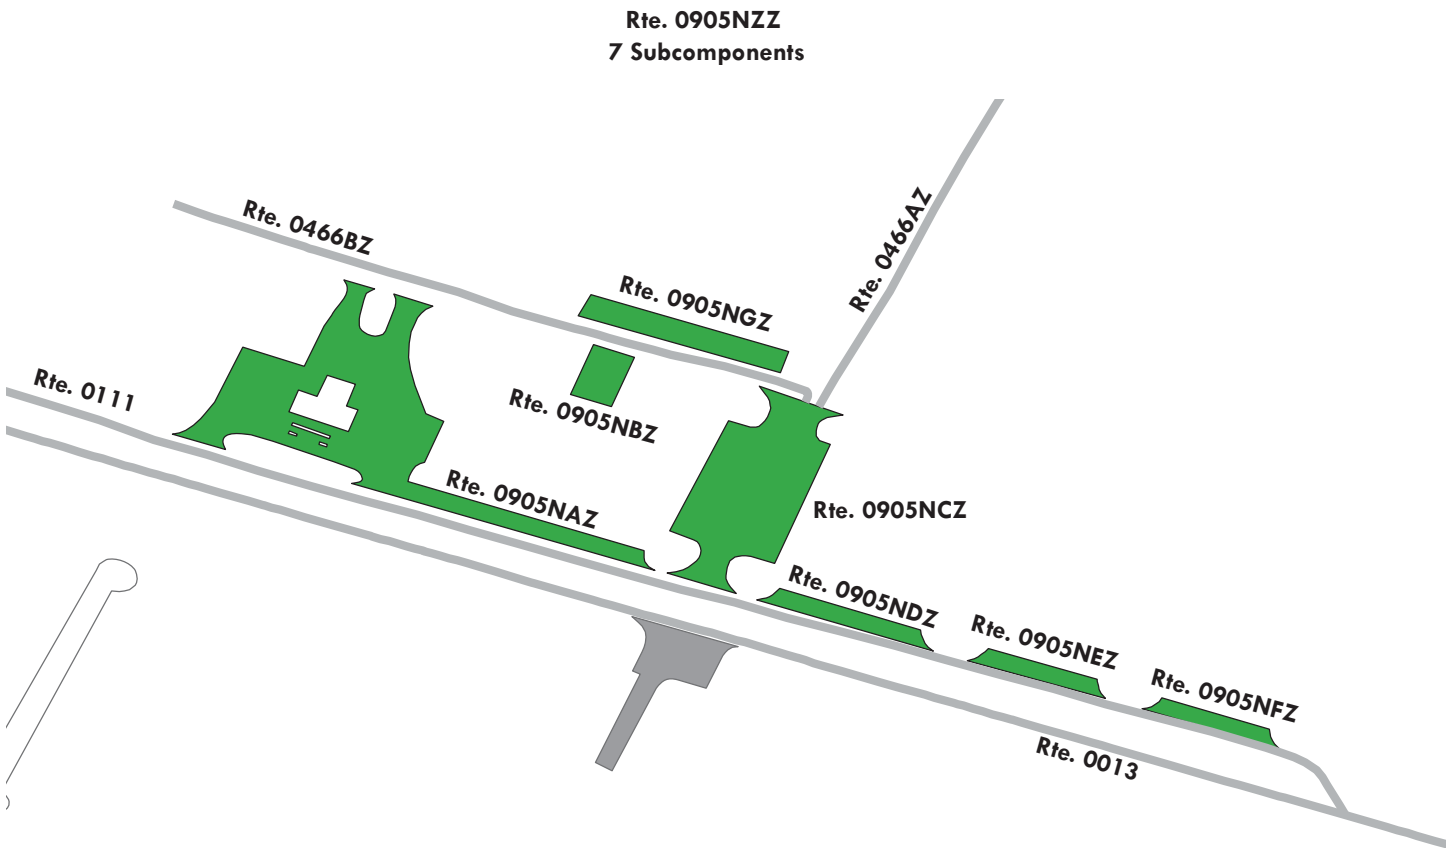 Rte. 0905NZZ
7 Subcomponents
Rte. 0466AZ
Rte. 0466BZ
Rte. 0905NGZ
Rte. 0111
Rte. 0905NBZ
Rte. 0905NAZ
Rte. 0905NCZ
Rte. 0905NDZ
Rte. 0905NEZ
Rte. 0905NFZ
Rte. 0013